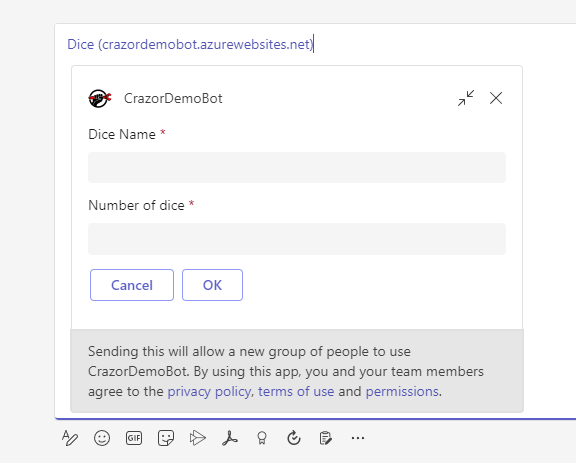 Dice (crazordemobot.azurewebsites.net)
CrazorDemoBot
Dice Name *
Number of dice *
Cancel OK
Sending this will allow a new group of people to use
CrazorDemoBot. By using this app, you and your team members
agree to the privacy policy, terms of use and permissions.
GIF